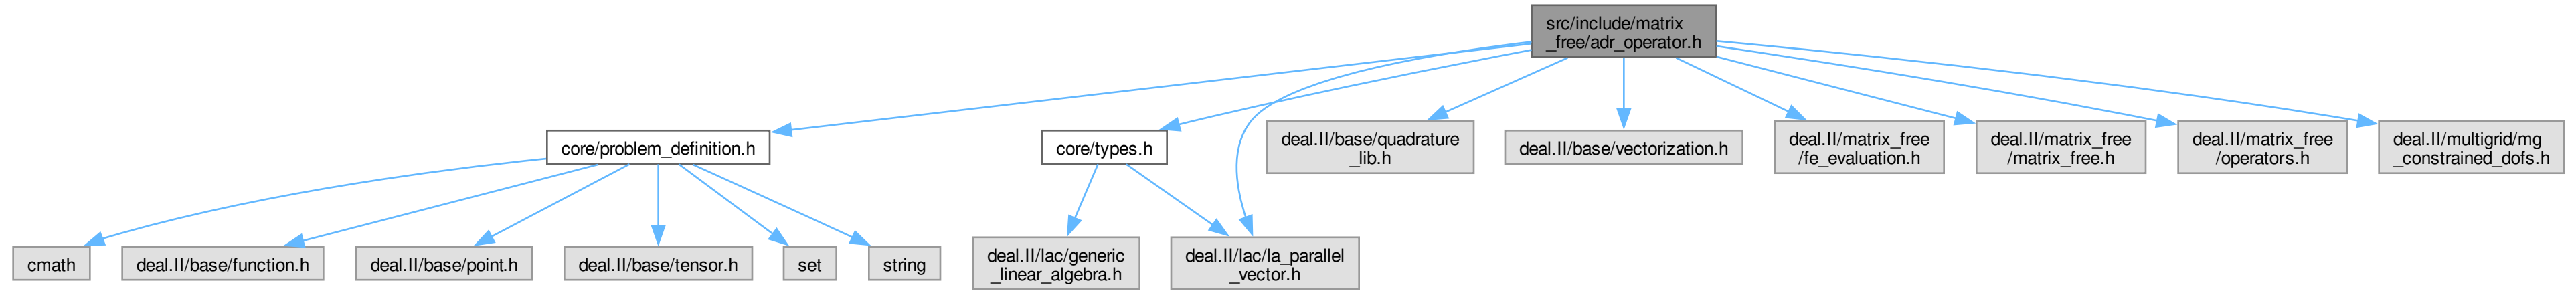 src/include/matrix
_free/adr_operator.h
core/problem_definition.h
core/types.h
deal.II/base/quadrature
_lib.h
deal.II/base/vectorization.h
deal.II/matrix_free
/fe_evaluation.h
deal.II/matrix_free
/matrix_free.h
deal.II/matrix_free
/operators.h
deal.II/multigrid/mg
_constrained_dofs.h
cmath
deal.II/base/function.h
deal.II/base/point.h
deal.II/base/tensor.h
set
string
deal.II/lac/generic
_linear_algebra.h
deal.II/lac/la_parallel
_vector.h